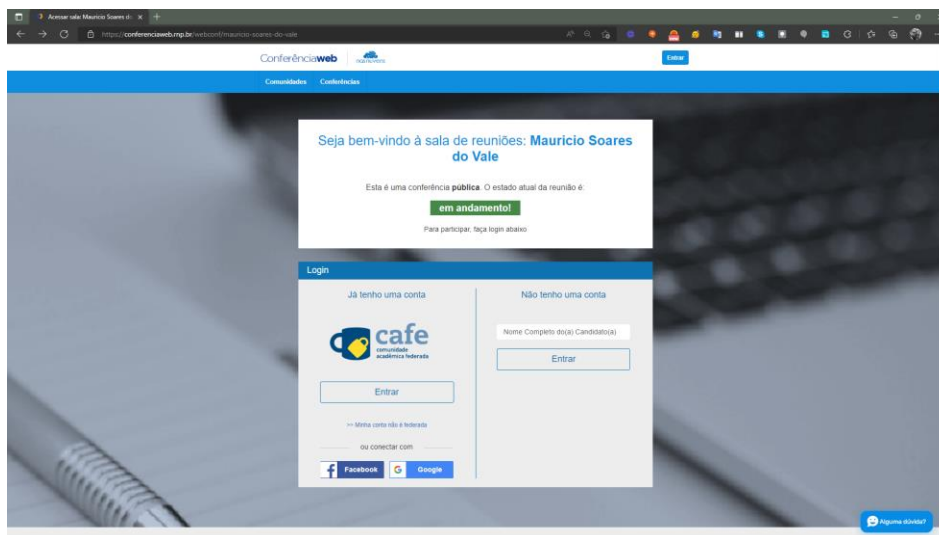 Acessar sala: Mauricio Soares d
https://conferenciaweb.rnp.br/webconf/mauricio-soares-do-vale
Conferênciaweb
Entrar
Comunidades Conferências
Seja bem-vindo à sala de reuniões: Mauricio Soares
do Vale
Esta é uma conferência pública. O estado atual da reunião é:
em andamento!
Para participar, faça login abaixo
Login
Já tenho uma conta
cafe
comunidade
acadêmica federada
Entrar
>> Minha conta não é federada
ou conectar com
Facebook
G Google
Não tenho uma conta
Nome Completo do(a) Candidato(a)
Entrar
Alguma dúvida?